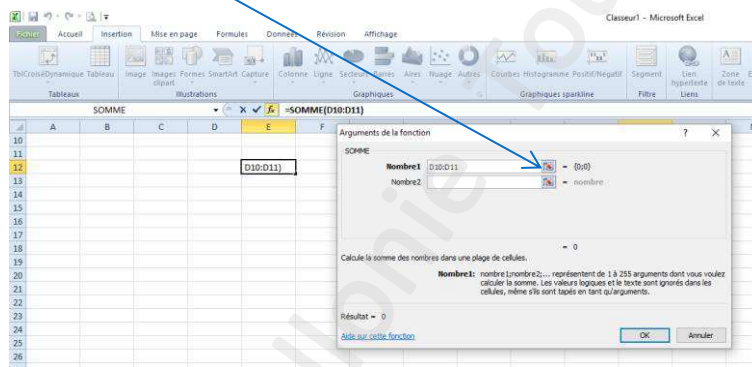 Classeur1 - Microsoft Excel
Fichier Accueil Insertion Mise en page Formules Données Révision Affichage
TblCroiséDynamique Tableau Image Images clipart Formes SmartArt Capture Colonne Ligne Secteurs Barres Aires Nuage Autres Courbes Histogramme Positif/Négatif Segment Lien hypertexte Zone de texte
Tableaux Illustrations Graphiques Graphiques sparkline Filtre Liens
SOMME fx =SOMME(D10:D11)
A B C D E F
10
11
12 D10:D11)
13
14
15
16
17
18
19
20
21
22
23
24
25
26
Arguments de la fonction ? X
SOMME
Nombre1 D10:D11 = {0;0}
Nombre2 = nombre
= 0
Calcule la somme des nombres dans une plage de cellules.
Nombre1: nombre1;nombre2;... représentent de 1 à 255 arguments dont vous voulez
calculer la somme. Les valeurs logiques et le texte sont ignorés dans les
cellules, même s'ils sont tapés en tant qu'arguments.
Résultat = 0
Aide sur cette fonction OK Annuler